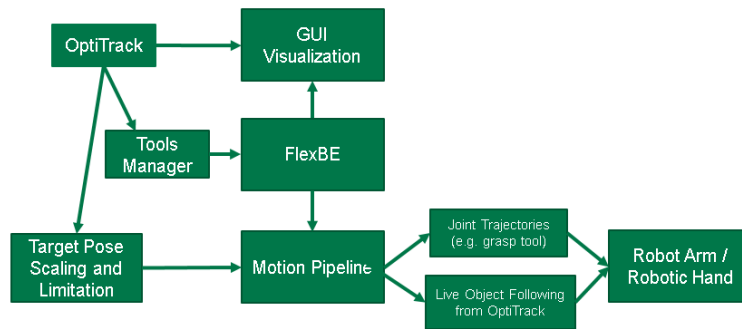 OptiTrack
GUI
Visualization
Tools
Manager
FlexBE
Target Pose
Scaling and
Limitation
Motion Pipeline
Joint Trajectories
(e.g. grasp tool)
Live Object Following
from OptiTrack
Robot Arm /
Robotic Hand